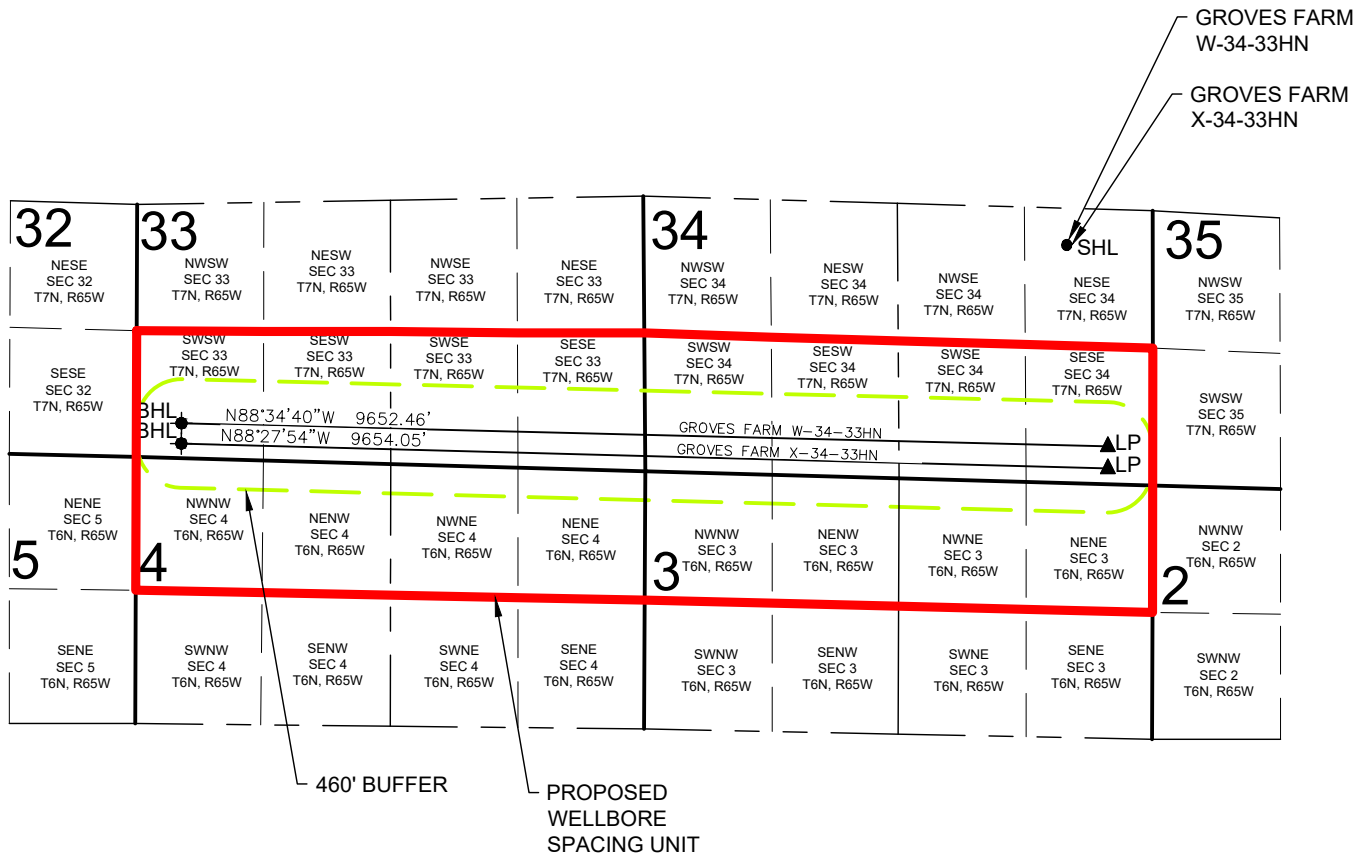 GROVES FARM
W-34-33HN
GROVES FARM
X-34-33HN
32
33
34
35
SHL
NESE
SEC 32
T7N, R65W
NWSW
SEC 33
T7N, R65W
NESW
SEC 33
T7N, R65W
NWSE
SEC 33
T7N, R65W
NESE
SEC 33
T7N, R65W
NWSW
SEC 34
T7N, R65W
NESW
SEC 34
T7N, R65W
NWSE
SEC 34
T7N, R65W
NESE
SEC 34
T7N, R65W
NWSW
SEC 35
T7N, R65W
SESE
SEC 32
T7N, R65W
SWSW
SEC 33
T7N, R65W
SESW
SEC 33
T7N, R65W
SWSE
SEC 33
T7N, R65W
SESE
SEC 33
T7N, R65W
SWSW
SEC 34
T7N, R65W
SESW
SEC 34
T7N, R65W
SWSE
SEC 34
T7N, R65W
SESE
SEC 34
T7N, R65W
SWSW
SEC 35
T7N, R65W
BHL
N88°34'40"W 9652.46'
GROVES FARM W-34-33HN
LP
BHL
N88°27'54"W 9654.05'
GROVES FARM X-34-33HN
LP
NENE
SEC 5
T6N, R65W
NWNW
SEC 4
T6N, R65W
NENW
SEC 4
T6N, R65W
NWNE
SEC 4
T6N, R65W
NENE
SEC 4
T6N, R65W
NWNW
SEC 3
T6N, R65W
NENW
SEC 3
T6N, R65W
NWNE
SEC 3
T6N, R65W
NENE
SEC 3
T6N, R65W
NWNW
SEC 2
T6N, R65W
5
4
3
2
SENE
SEC 5
T6N, R65W
SWNW
SEC 4
T6N, R65W
SENW
SEC 4
T6N, R65W
SWNE
SEC 4
T6N, R65W
SENE
SEC 4
T6N, R65W
SWNW
SEC 3
T6N, R65W
SENW
SEC 3
T6N, R65W
SWNE
SEC 3
T6N, R65W
SENE
SEC 3
T6N, R65W
SWNW
SEC 2
T6N, R65W
460' BUFFER
PROPOSED
WELLBORE
SPACING UNIT